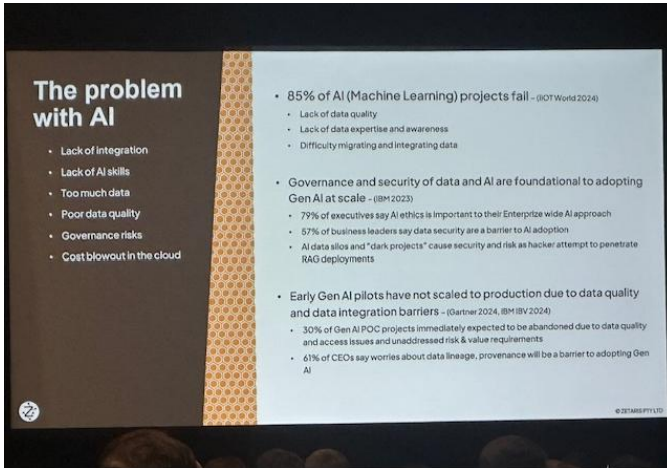 The problem
with AI
• Lack of integration
• Lack of AI skills
• Too much data
• Poor data quality
• Governance risks
• Cost blowout in the cloud
• 85% of AI (Machine Learning) projects fail – (IIOT World 2024)
• Lack of data quality
• Lack of data expertise and awareness
• Difficulty migrating and integrating data
• Governance and security of data and AI are foundational to adopting
Gen AI at scale – (IBM 2023)
• 79% of executives say AI ethics is important to their Enterprize wide AI approach
• 57% of business leaders say data security are a barrier to AI adoption
• AI data silos and "dark projects" cause security and risk as hacker attempt to penetrate
RAG deployments
• Early Gen AI pilots have not scaled to production due to data quality
and data integration barriers – (Gartner 2024, IBM IBV 2024)
• 30% of Gen AI POC projects immediately expected to be abandoned due to data quality
and access issues and unaddressed risk & value requirements
• 61% of CEOs say worries about data lineage, provenance will be a barrier to adopting Gen
AI
Z
© ZETARIS PTY LTD